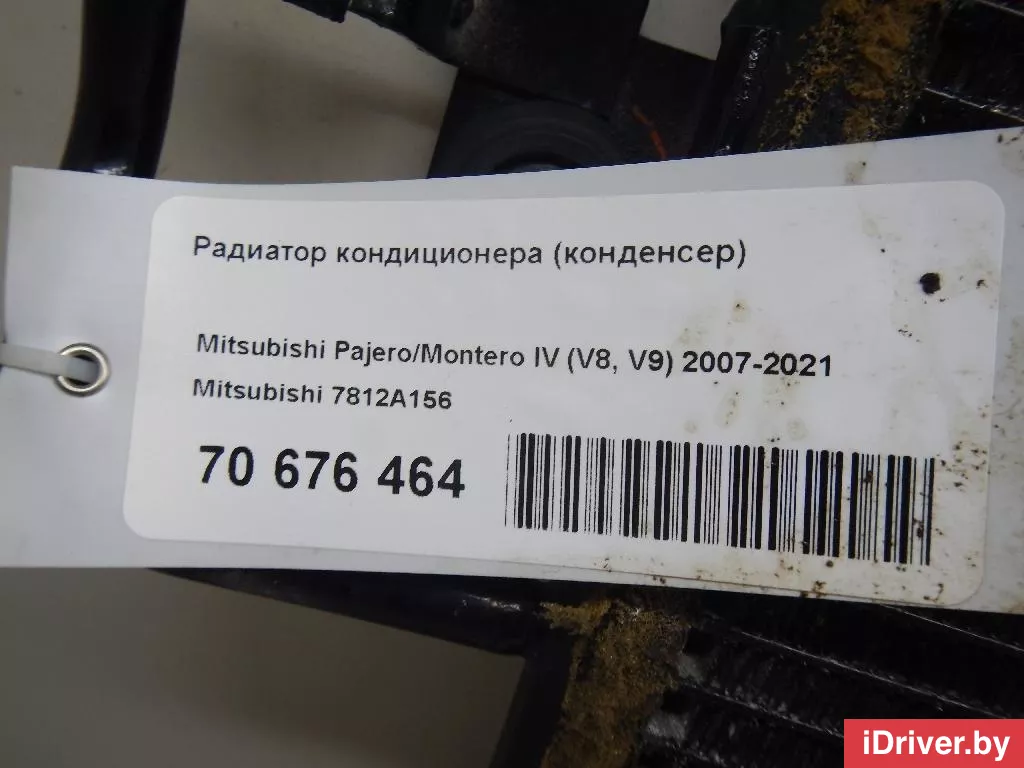 Радиатор кондиционера (конденсер)
Mitsubishi Pajero/Montero IV (V8, V9) 2007-2021
Mitsubishi 7812A156
70 676 464
iDriver.by